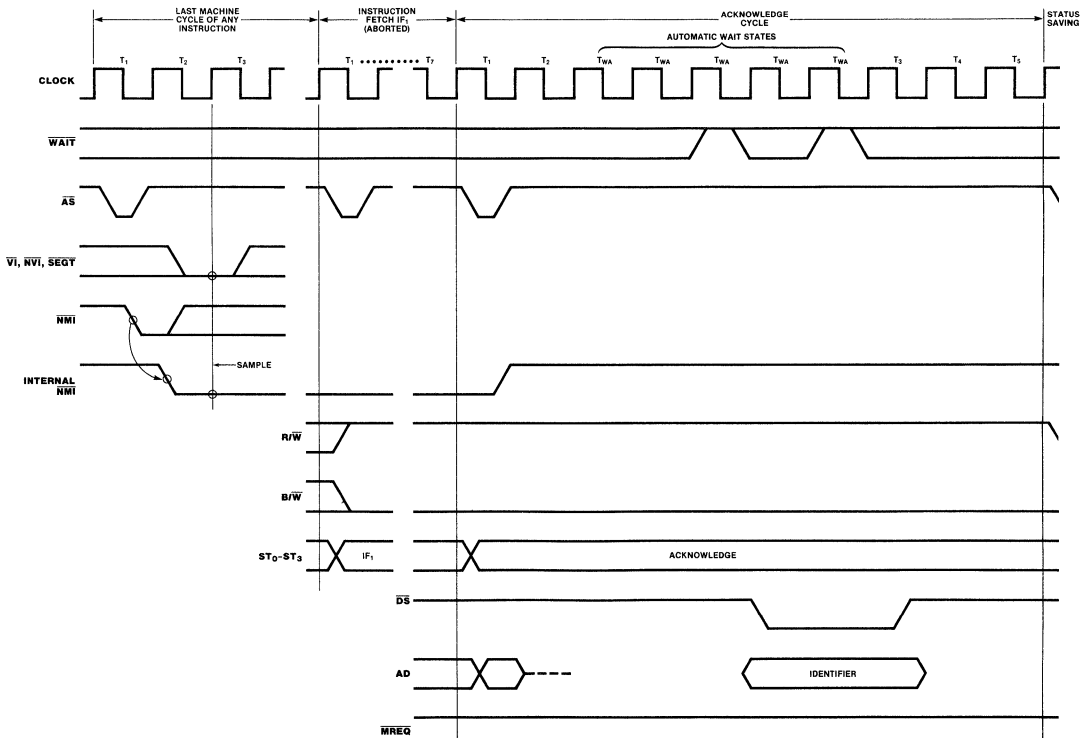 LAST MACHINE
CYCLE OF ANY
INSTRUCTION
INSTRUCTION
FETCH IF₁
(ABORTED)
ACKNOWLEDGE
CYCLE
STATUS
SAVING
AUTOMATIC WAIT STATES
T₁ T₂ T₃ T₁ T₇ T₁ T₂ TWA TWA TWA TWA TWA T₃ T₄ T₅
CLOCK
WAIT
AS
VI, NVI, SEGT
NMI
SAMPLE
INTERNAL
NMI
R/W
B/W
ST₀-ST₃ IF₁ ACKNOWLEDGE
DS
AD IDENTIFIER
MREQ